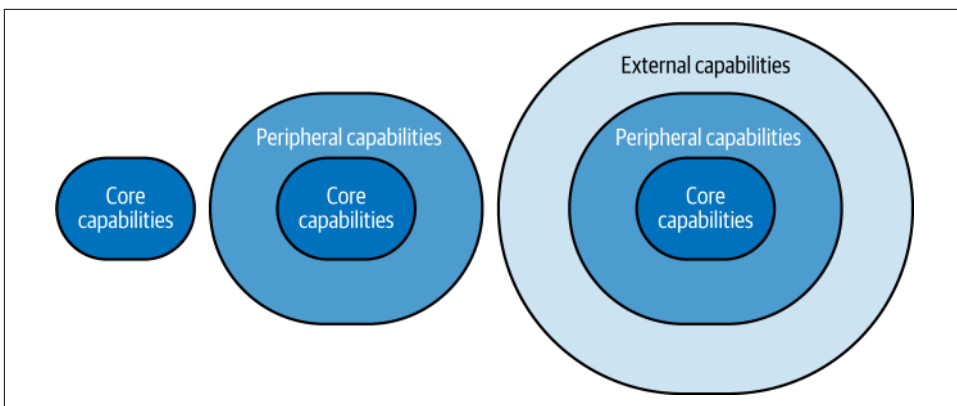 External capabilities
Peripheral capabilities
Peripheral capabilities
Core
capabilities
Core
capabilities
Core
capabilities